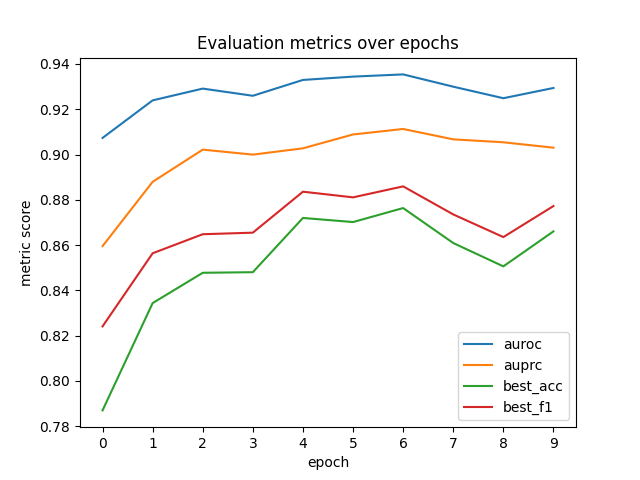 Evaluation metrics over epochs
metric score
0.94
0.92
0.90
0.88
0.86
0.84
0.82
0.80
0.78
auroc
auprc
best_acc
best_f1
0 1 2 3 4 5 6 7 8 9
epoch